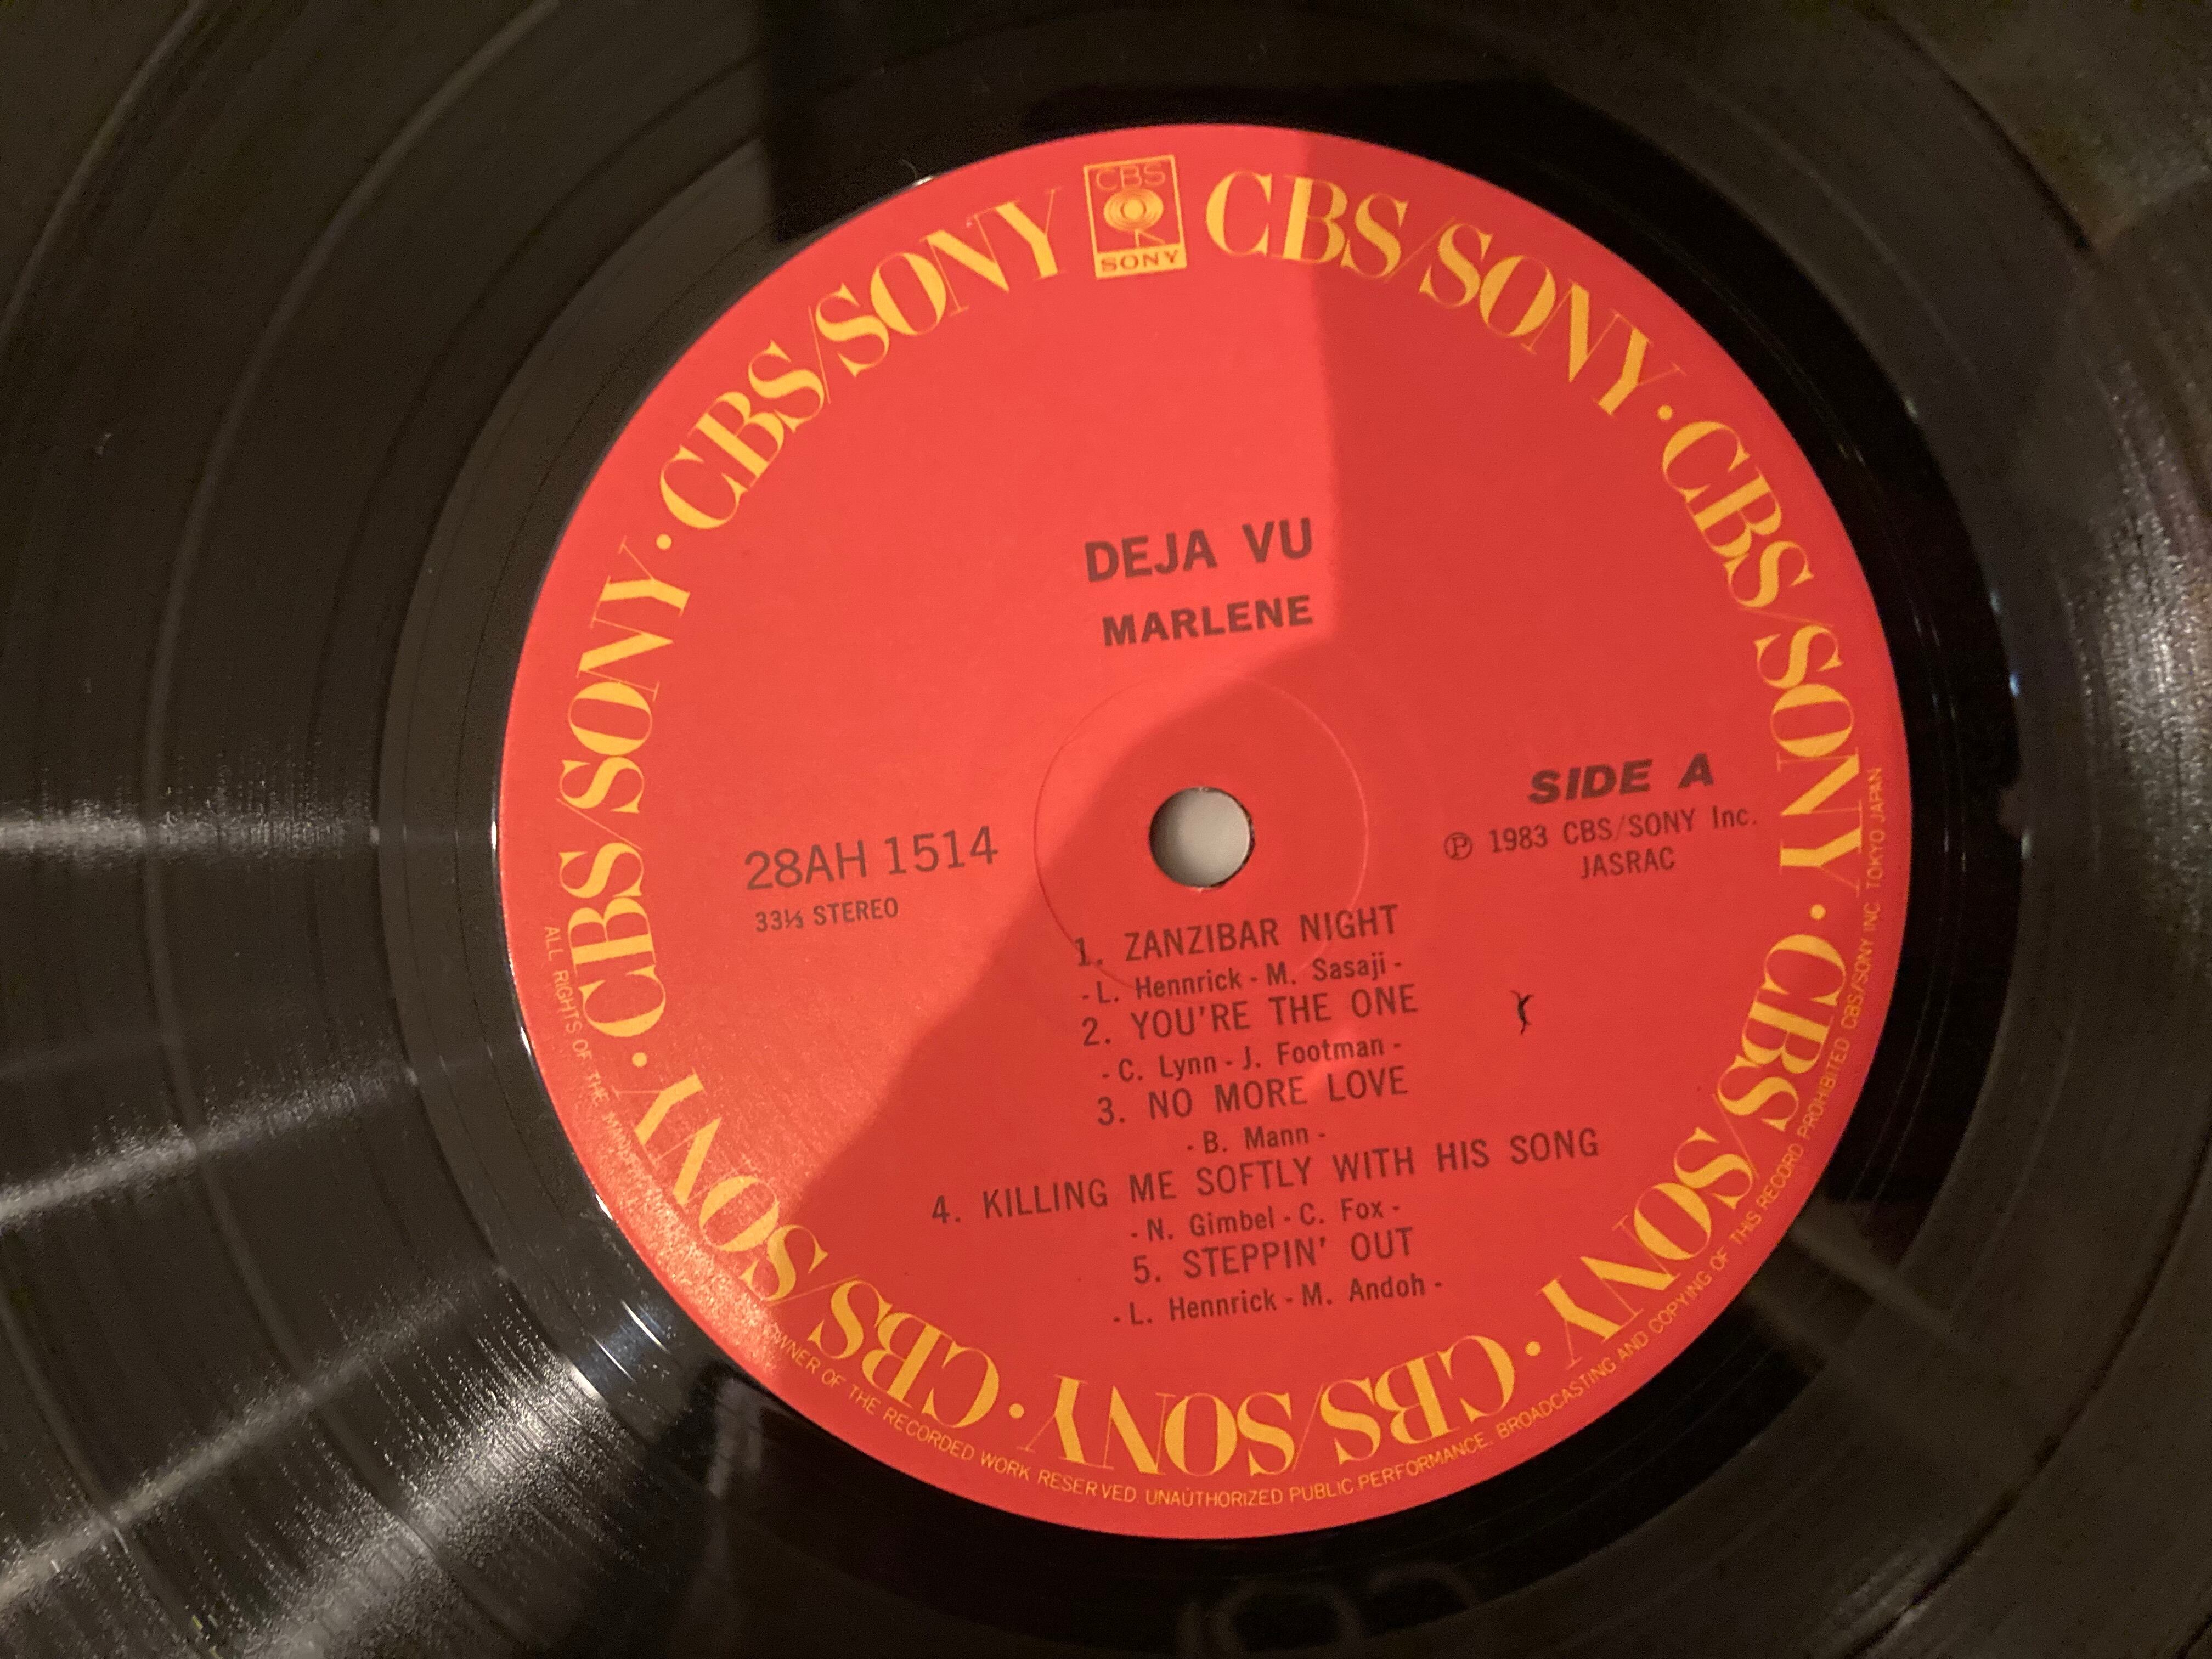 CBS
SONY
CBS/SONY · CBS/SONY · CBS/SONY · CBS/SONY · CBS/SONY · CBS/SONY · CBS/SONY · CBS/SONY
DEJA VU
MARLENE
28AH 1514
33⅓ STEREO
SIDE A
Ⓟ 1983 CBS/SONY Inc.
JASRAC
1. ZANZIBAR NIGHT
- L. Hennrick - M. Sasaji -
2. YOU'RE THE ONE
- C. Lynn - J. Footman -
3. NO MORE LOVE
- B. Mann -
4. KILLING ME SOFTLY WITH HIS SONG
- N. Gimbel - C. Fox -
5. STEPPIN' OUT
- L. Hennrick - M. Andoh -
ALL RIGHTS OF THE OWNER OF THE RECORDED WORK RESERVED. UNAUTHORIZED PUBLIC PERFORMANCE. BROADCASTING AND COPYING OF THIS RECORD PROHIBITED CBS/SONY INC. TOKYO JAPAN